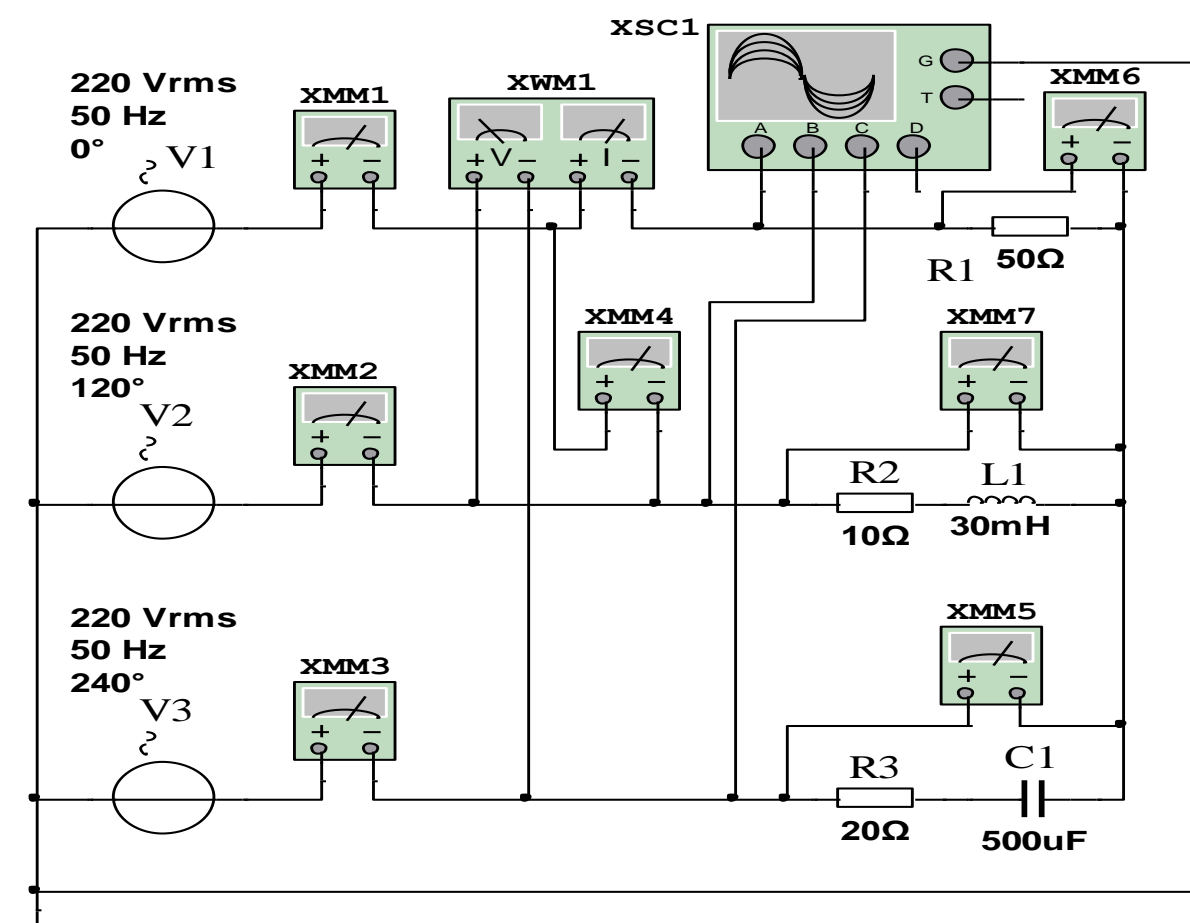 XSC1
G
T
A B C D
XMM6
+ −
220 Vrms
50 Hz
0°
V1
XMM1
+ −
XWM1
+ V − + I −
R1
50Ω
220 Vrms
50 Hz
120°
V2
XMM2
+ −
XMM4
+ −
XMM7
+ −
R2
10Ω
L1
30mH
220 Vrms
50 Hz
240°
V3
XMM3
+ −
XMM5
+ −
R3
20Ω
C1
500uF